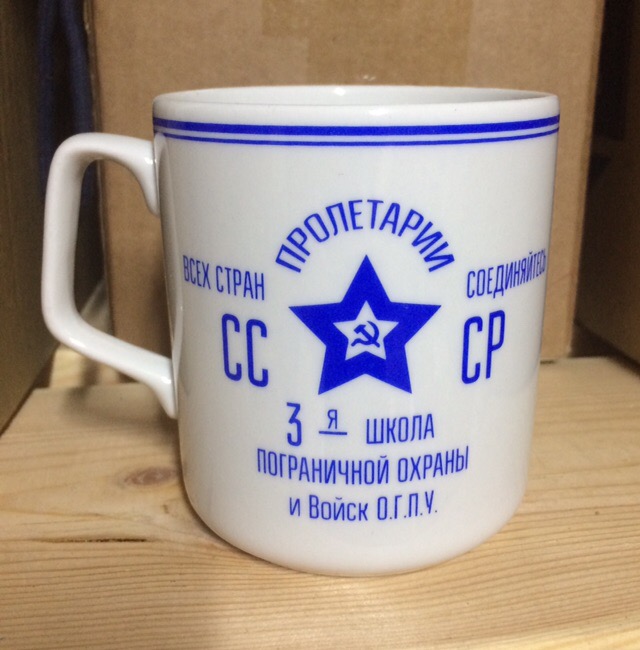 ПРОЛЕТАРИИ
ВСЕХ СТРАН СОЕДИНЯЙТЕСЬ
СС СР
3 я ШКОЛА
ПОГРАНИЧНОЙ ОХРАНЫ
и Войск О.Г.П.У.